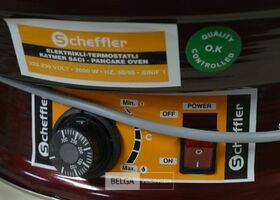 Scheffler
ELEKTRİKLİ-TERMOSTATLI
KATMER SACI - PANCAKE OVEN
220-230 VOLT * 2000 W * HZ. 50/60 - SINIF 1
QUALITY
O.K
CONTROLLED
Scheffler
Min.
OFF
POWER
C
Max.
ON
Scheffler
BELGA